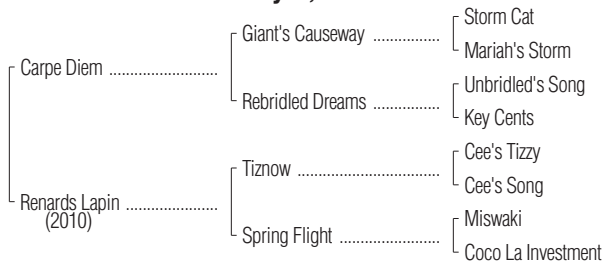 Storm Cat
Giant's Causeway ..................
Mariah's Storm
Carpe Diem .............................
Unbridled's Song
Rebridled Dreams ..................
Key Cents
Cee's Tizzy
Tiznow ......................................
Cee's Song
Renards Lapin ........................
(2010)
Miswaki
Spring Flight ............................
Coco La Investment